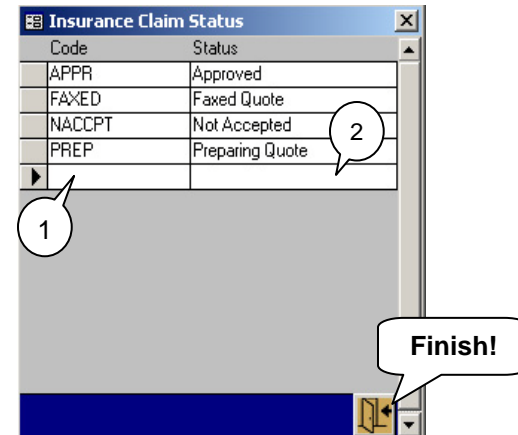 Insurance Claim Status
Code Status
APPR Approved
FAXED Faxed Quote
NACCPT Not Accepted
2
PREP Preparing Quote
1
Finish!